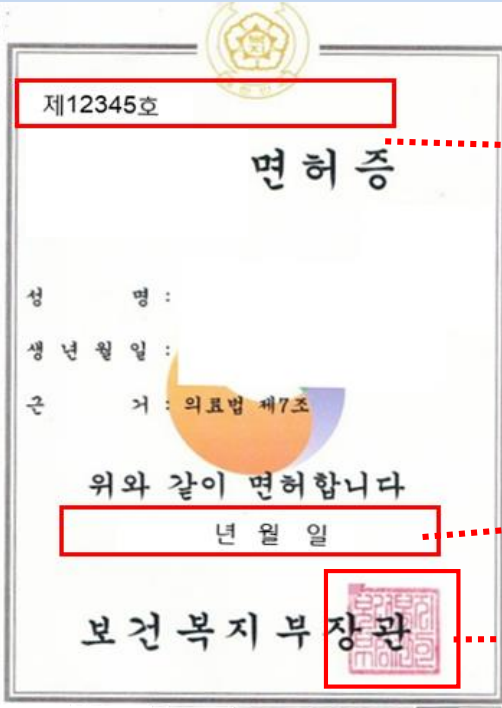 제12345호
면허증
성 명 :
생년월일 :
근 거 : 의료법 제7조
위와 같이 면허합니다
년 월 일
보건복지부장관